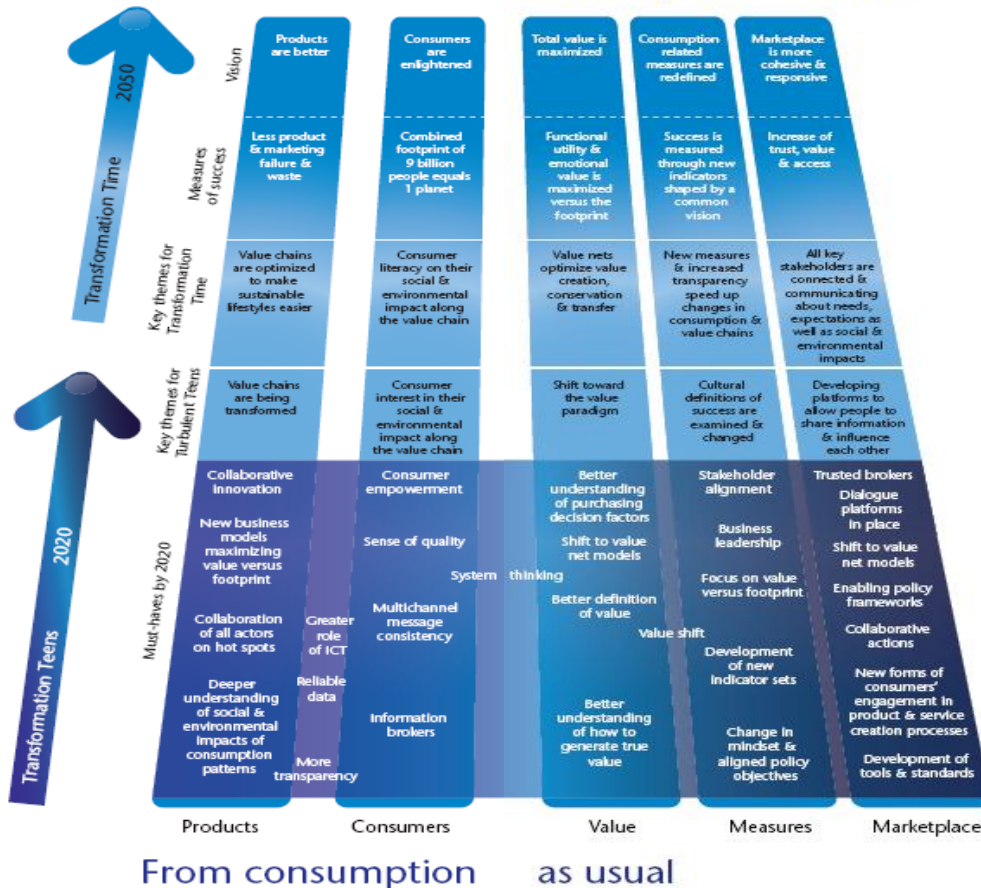 2050
Transformation Time
2020
Transformation Teens
Vision
Products
are better
Consumers
are
enlightened
Total value is
maximized
Consumption
related
measures are
redefined
Marketplace
is more
cohesive &
responsive
Measures
of success
Less product
& marketing
failure &
waste
Combined
footprint of
9 billion
people equals
1 planet
Functional
utility &
emotional
value is
maximized
versus the
footprint
Success is
measured
through new
indicators
shaped by a
common
vision
Increase of
trust, value
& access
Key themes for
Transformation
Time
Value chains
are optimized
to make
sustainable
lifestyles easier
Consumer
literacy on their
social &
environmental
impact along
the value chain
Value nets
optimize value
creation,
conservation
& transfer
New measures
& increased
transparency
speed up
changes in
consumption &
value chains
All key
stakeholders are
connected &
communicating
about needs,
expectations as
well as social &
environmental
impacts
Key themes for
Turbulent Teens
Value chains
are being
transformed
Consumer
interest in their
social &
environmental
impact along
the value chain
Shift toward
the value
paradigm
Cultural
definitions of
success are
examined &
changed
Developing
platforms to
allow people to
share information
& influence
each other
Must-haves by 2020
Collaborative
Innovation
New business
models
maximizing
value versus
footprint
Collaboration
of all actors
on hot spots
Deeper
understanding
of social &
environmental
impacts of
consumption
patterns
Greater
role
of ICT
Reliable
data
More
transparency
Consumer
empowerment
Sense of quality
Multichannel
message
consistency
Information
brokers
System thinking
Better
understanding
of purchasing
decision factors
Shift to value
net models
Better definition
of value
Better
understanding
of how to
generate true
value
Value shift
Stakeholder
alignment
Business
leadership
Focus on value
versus footprint
Development
of new
indicator sets
Change in
mindset &
aligned policy
objectives
Trusted brokers
Dialogue
platforms
in place
Shift to value
net models
Enabling policy
frameworks
Collaborative
actions
New forms of
consumers'
engagement in
product & service
creation processes
Development of
tools & standards
Products
Consumers
Value
Measures
Marketplace
From consumption as usual